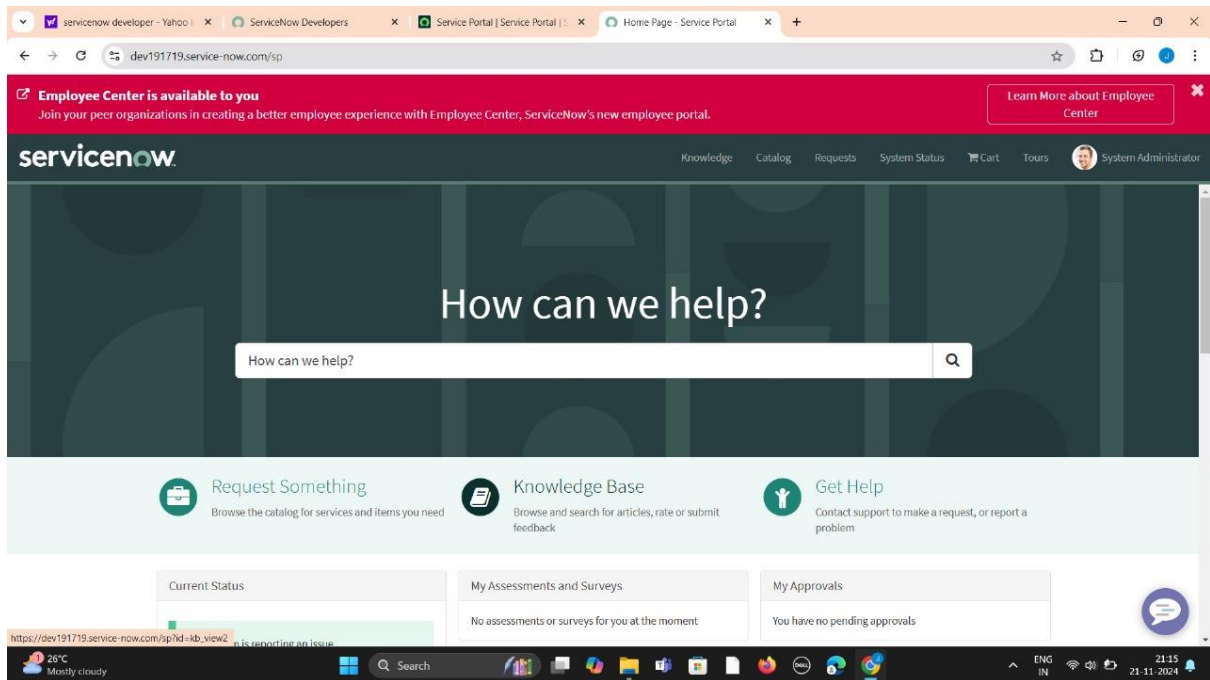 servicenow developer - Yahoo I
ServiceNow Developers
Service Portal | Service Portal | S
Home Page - Service Portal
dev191719.service-now.com/sp
J
Employee Center is available to you
Join your peer organizations in creating a better employee experience with Employee Center, ServiceNow's new employee portal.
Learn More about Employee
Center
servicenow
Knowledge
Catalog
Requests
System Status
Cart
Tours
System Administrator
How can we help?
How can we help?
Request Something
Browse the catalog for services and items you need
Knowledge Base
Browse and search for articles, rate or submit
feedback
Get Help
Contact support to make a request, or report a
problem
Current Status
My Assessments and Surveys
My Approvals
n is reporting an issue
No assessments or surveys for you at the moment
You have no pending approvals
https://dev191719.service-now.com/sp?id=kb_view2
1
26°C
Mostly cloudy
Search
DELL
ENG
IN
21:15
21-11-2024